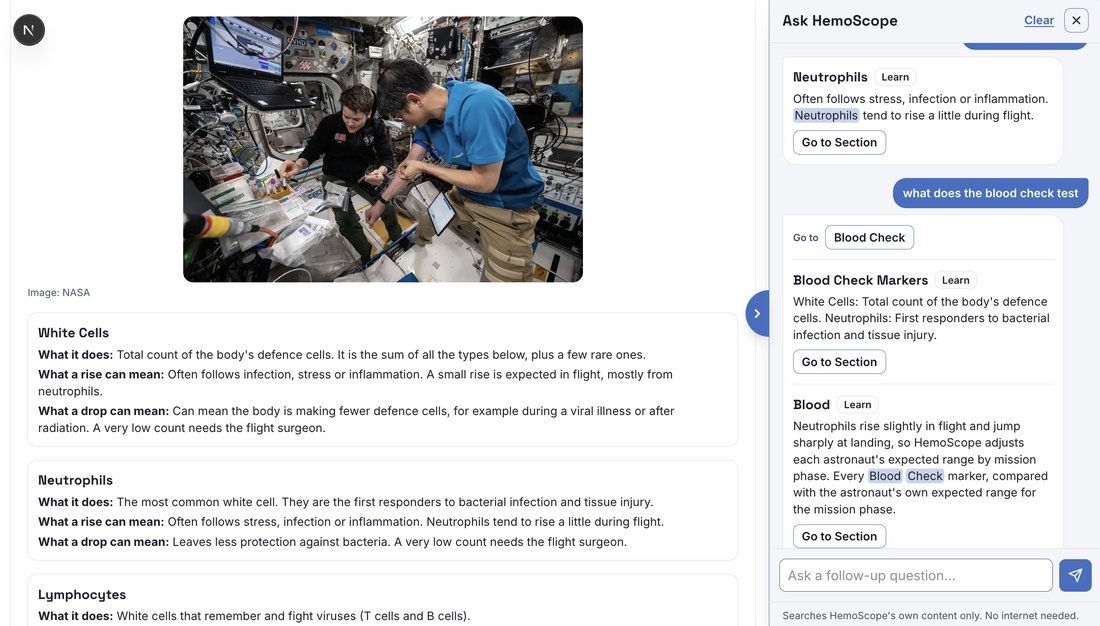 N
Image: NASA
White Cells
What it does: Total count of the body's defence cells. It is the sum of all the types below, plus a few rare ones.
What a rise can mean: Often follows infection, stress or inflammation. A small rise is expected in flight, mostly from
neutrophils.
What a drop can mean: Can mean the body is making fewer defence cells, for example during a viral illness or after
radiation. A very low count needs the flight surgeon.
Neutrophils
What it does: The most common white cell. They are the first responders to bacterial infection and tissue injury.
What a rise can mean: Often follows stress, infection or inflammation. Neutrophils tend to rise a little during flight.
What a drop can mean: Leaves less protection against bacteria. A very low count needs the flight surgeon.
Lymphocytes
What it does: White cells that remember and fight viruses (T cells and B cells).
Ask HemoScope
Clear
Neutrophils Learn
Often follows stress, infection or inflammation.
Neutrophils tend to rise a little during flight.
Go to Section
what does the blood check test
Go to Blood Check
Blood Check Markers Learn
White Cells: Total count of the body's defence
cells. Neutrophils: First responders to bacterial
infection and tissue injury.
Go to Section
Blood Learn
Neutrophils rise slightly in flight and jump
sharply at landing, so HemoScope adjusts
each astronaut's expected range by mission
phase. Every Blood Check marker, compared
with the astronaut's own expected range for
the mission phase.
Go to Section
Ask a follow-up question...
Searches HemoScope's own content only. No internet needed.